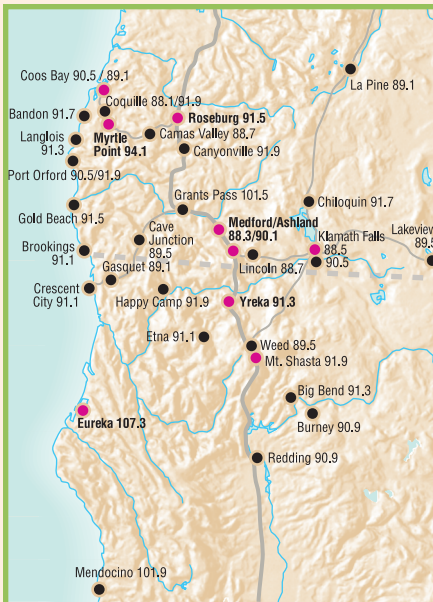 La Pine 89.1
Coos Bay 90.5 / 89.1
Coquille 88.1/91.9
Bandon 91.7
Roseburg 91.5
Langlois
91.3
Myrtle
Point 94.1
Camas Valley 88.7
Canyonville 91.9
Port Orford 90.5/91.9
Grants Pass 101.5
Chiloquin 91.7
Gold Beach 91.5
Medford/Ashland
88.3/90.1
Cave
Junction
89.5
Klamath Falls
88.5
90.5
Lakeview
89.5
Brookings
91.1
Lincoln 88.7
Gasquet 89.1
Crescent
City 91.1
Happy Camp 91.9
Yreka 91.3
Etna 91.1
Weed 89.5
Mt. Shasta 91.9
Big Bend 91.3
Burney 90.9
Eureka 107.3
Redding 90.9
Mendocino 101.9